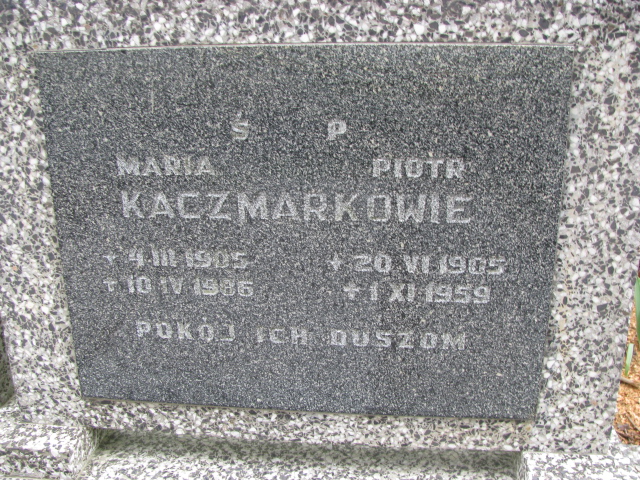 Ś P
MARIA PIOTR
KACZMARKOWIE
+ 4 III 1905 + 20 VI 1905
+ 10 IV 1986 + 1 XI 1959
POKÓJ ICH DUSZOM